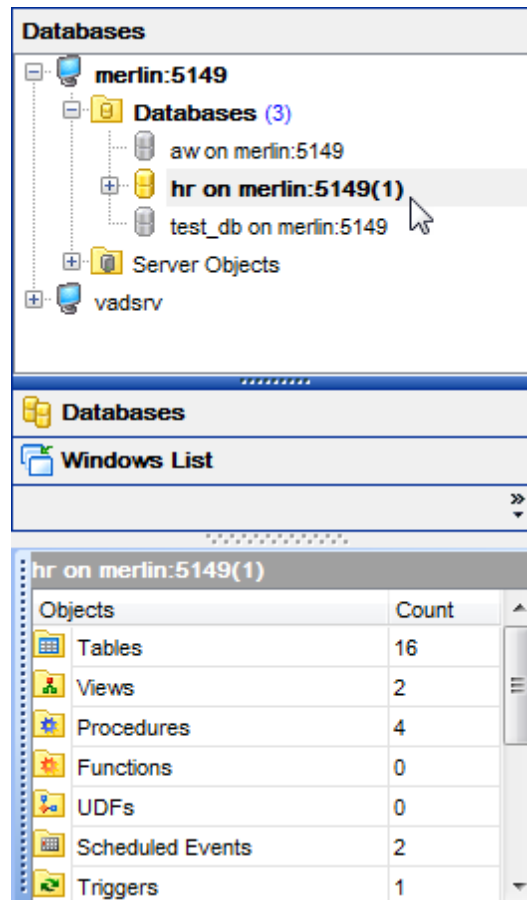 Databases
merlin:5149
Databases (3)
aw on merlin:5149
hr on merlin:5149(1)
test_db on merlin:5149
Server Objects
vadsrv
Databases
Windows List
hr on merlin:5149(1)
Objects Count
Tables 16
Views 2
Procedures 4
Functions 0
UDFs 0
Scheduled Events 2
Triggers 1